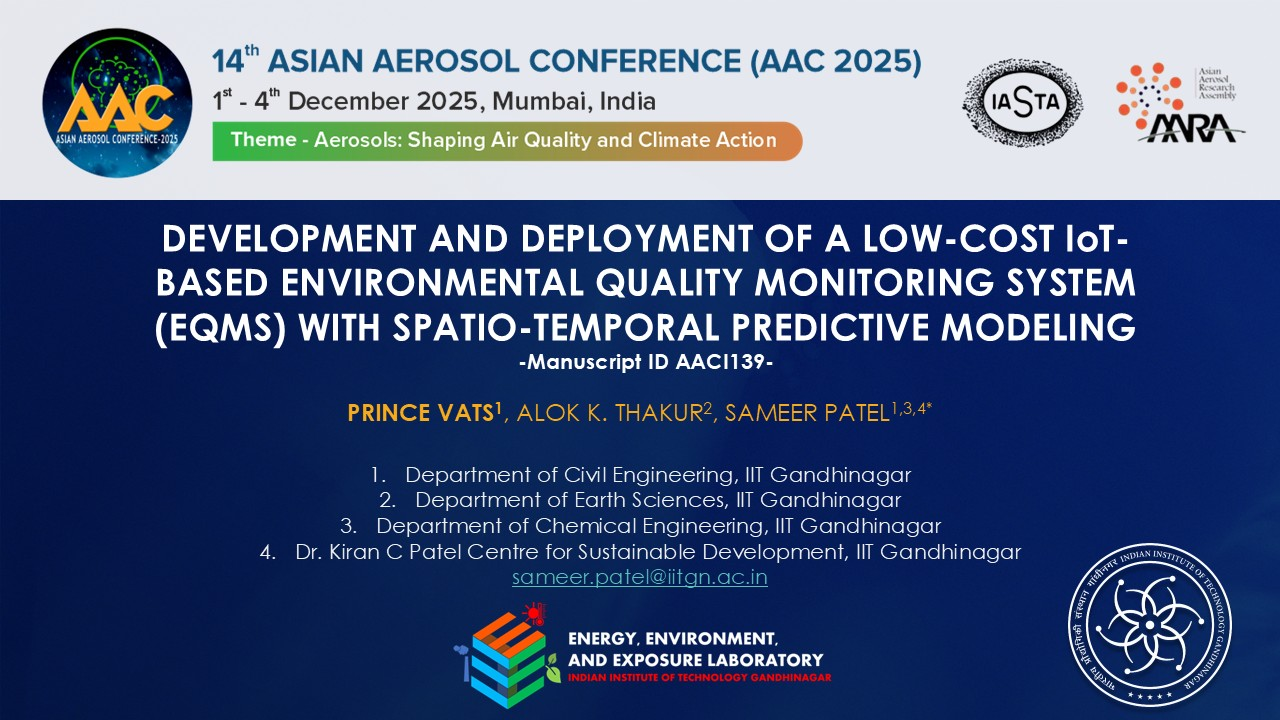 AAC
ASIAN AEROSOL CONFERENCE-2025
14th ASIAN AEROSOL CONFERENCE (AAC 2025)
1st - 4th December 2025, Mumbai, India
Theme - Aerosols: Shaping Air Quality and Climate Action
IASTA
Asian
Aerosol
Research
Assembly
AARA
DEVELOPMENT AND DEPLOYMENT OF A LOW-COST IoT-
BASED ENVIRONMENTAL QUALITY MONITORING SYSTEM
(EQMS) WITH SPATIO-TEMPORAL PREDICTIVE MODELING
-Manuscript ID AACI139-
PRINCE VATS1, ALOK K. THAKUR2, SAMEER PATEL1,3,4*
1. Department of Civil Engineering, IIT Gandhinagar
2. Department of Earth Sciences, IIT Gandhinagar
3. Department of Chemical Engineering, IIT Gandhinagar
4. Dr. Kiran C Patel Centre for Sustainable Development, IIT Gandhinagar
sameer.patel@iitgn.ac.in
ENERGY, ENVIRONMENT,
AND EXPOSURE LABORATORY
INDIAN INSTITUTE OF TECHNOLOGY GANDHINAGAR
भारतीय प्रौद्योगिकी संस्थान गांधीनगर
INDIAN INSTITUTE OF TECHNOLOGY GANDHINAGAR